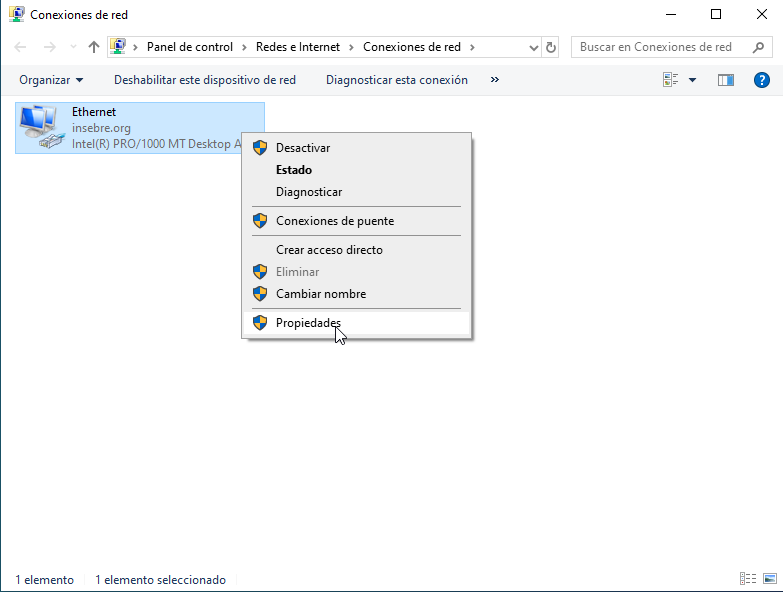 Conexiones de red
Panel de control > Redes e Internet > Conexiones de red >
Buscar en Conexiones de red
Organizar
Deshabilitar este dispositivo de red
Diagnosticar esta conexión
»
?
Ethernet
insebre.org
Intel(R) PRO/1000 MT Desktop A
Desactivar
Estado
Diagnosticar
Conexiones de puente
Crear acceso directo
Eliminar
Cambiar nombre
Propiedades
1 elemento
1 elemento seleccionado